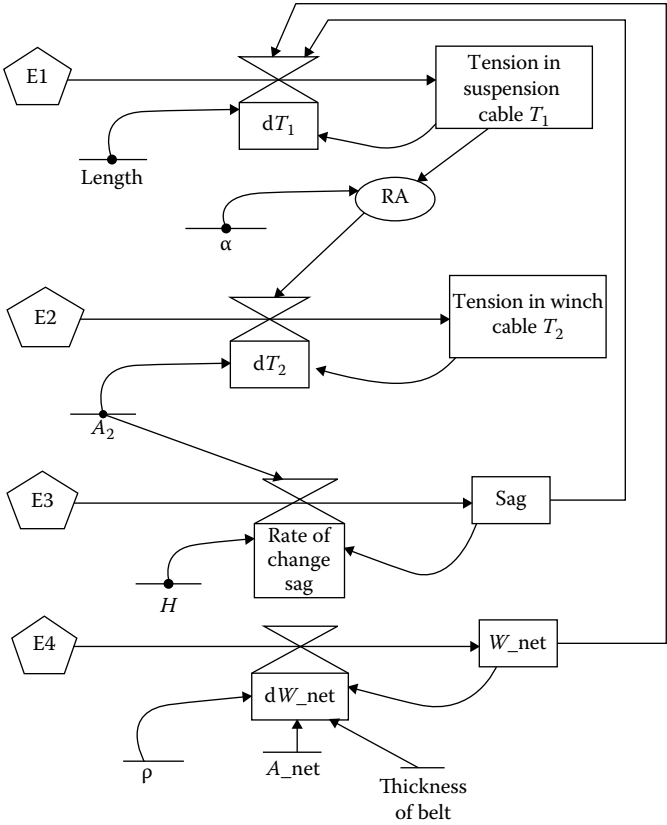 E1
Tension in
suspension
cable T₁
dT₁
Length
RA
α
E2
Tension in winch
cable T₂
dT₂
A₂
E3
Sag
Rate of
change
sag
H
E4
W_net
dW_net
ρ
A_net
Thickness
of belt